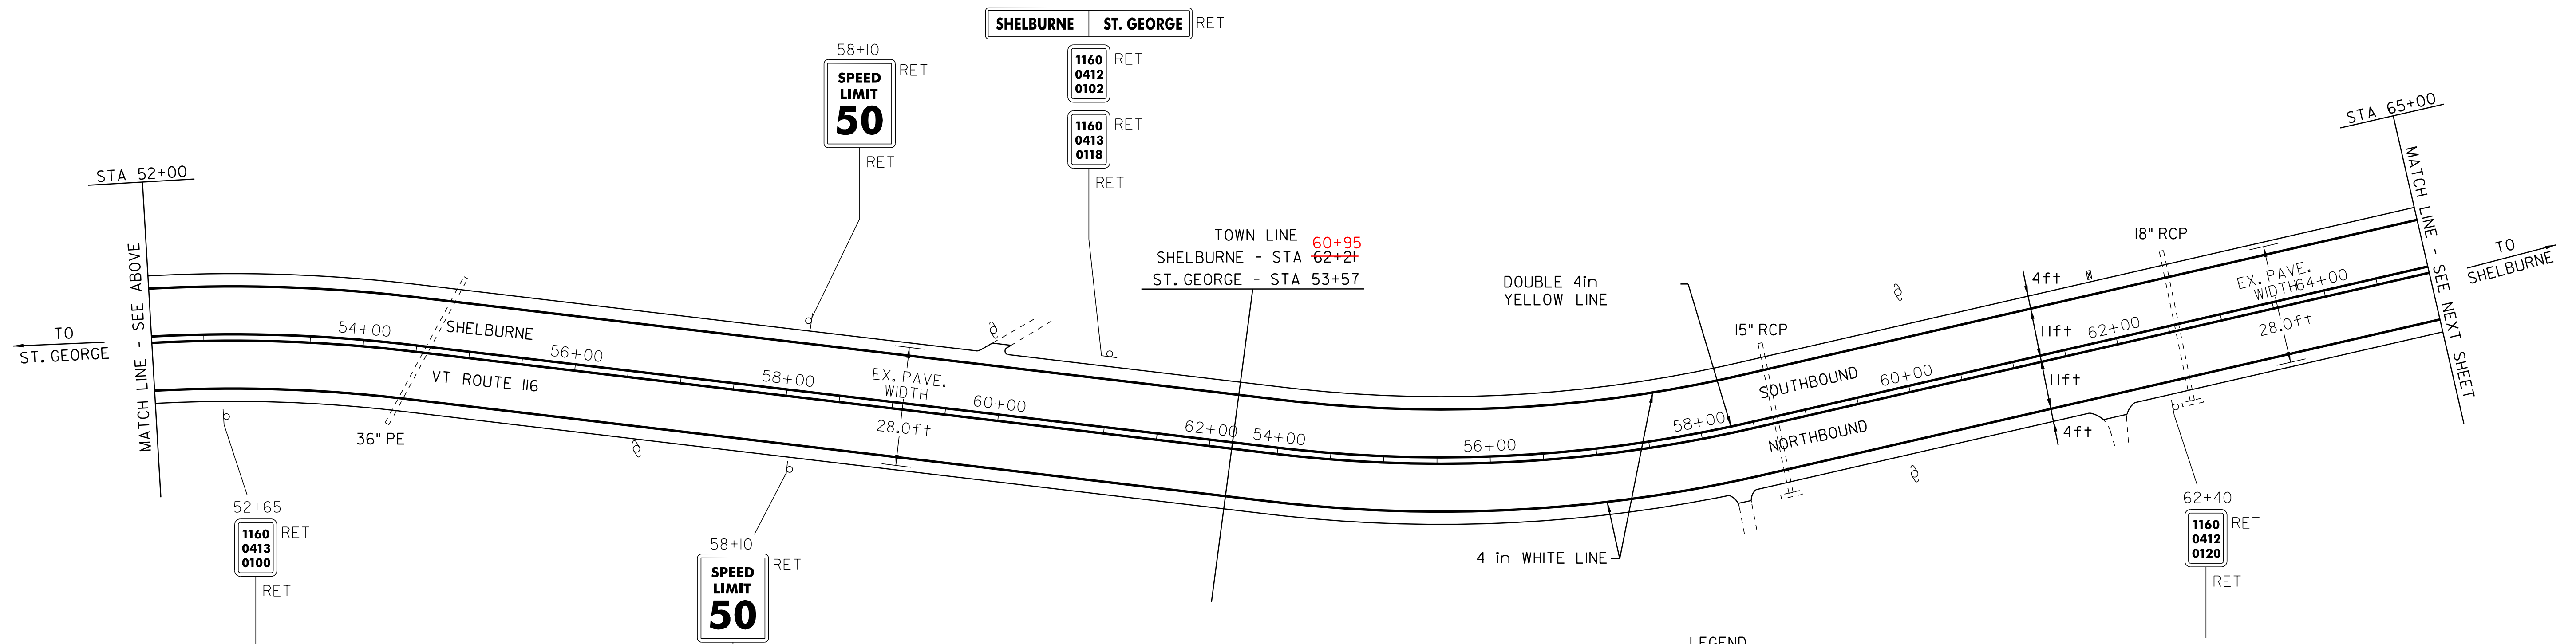 SHELBURNE ST. GEORGE RET
58+10
SPEED
LIMIT
50
RET
RET
1160
0412
0102
RET
1160
0413
0118
RET
RET
STA 52+00
MATCH LINE - SEE ABOVE
TO
ST. GEORGE
STA 65+00
MATCH LINE - SEE NEXT SHEET
TO
SHELBURNE
TOWN LINE
60+95
SHELBURNE - STA 62+21
ST. GEORGE - STA 53+57
DOUBLE 4in
YELLOW LINE
15" RCP
18" RCP
4ft
11ft
11ft
4ft
EX. PAVE.
WIDTH
28.0ft
54+00
SHELBURNE
56+00
58+00
EX. PAVE.
WIDTH
28.0ft
60+00
62+00
54+00
56+00
58+00
60+00
62+00
64+00
SOUTHBOUND
NORTHBOUND
VT ROUTE 116
36" PE
4 in WHITE LINE
52+65
1160
0413
0100
RET
RET
58+10
SPEED
LIMIT
50
RET
62+40
1160
0412
0120
RET
RET
LEGEND